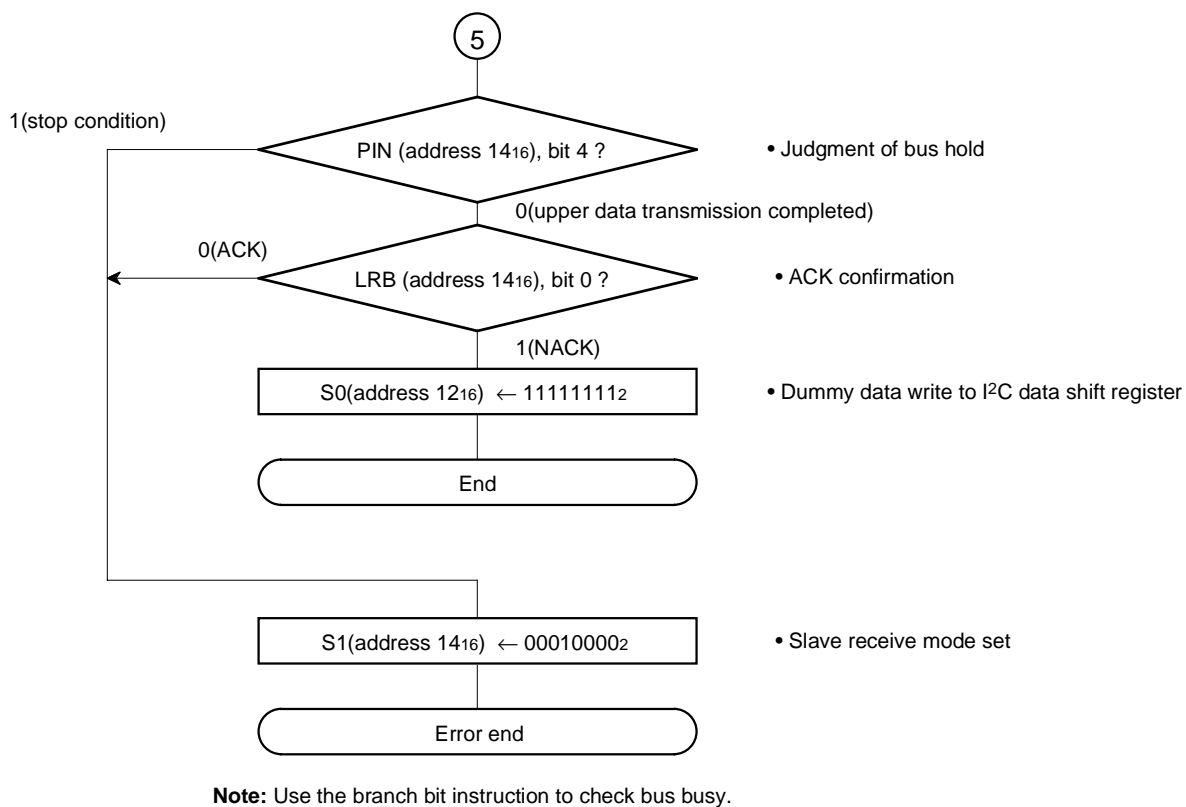 5
1(stop condition)
PIN (address 14₁₆), bit 4 ?
• Judgment of bus hold
0(upper data transmission completed)
0(ACK)
LRB (address 14₁₆), bit 0 ?
• ACK confirmation
1(NACK)
S0(address 12₁₆) ← 11111111₂
• Dummy data write to I²C data shift register
End
S1(address 14₁₆) ← 00010000₂
• Slave receive mode set
Error end
Note: Use the branch bit instruction to check bus busy.